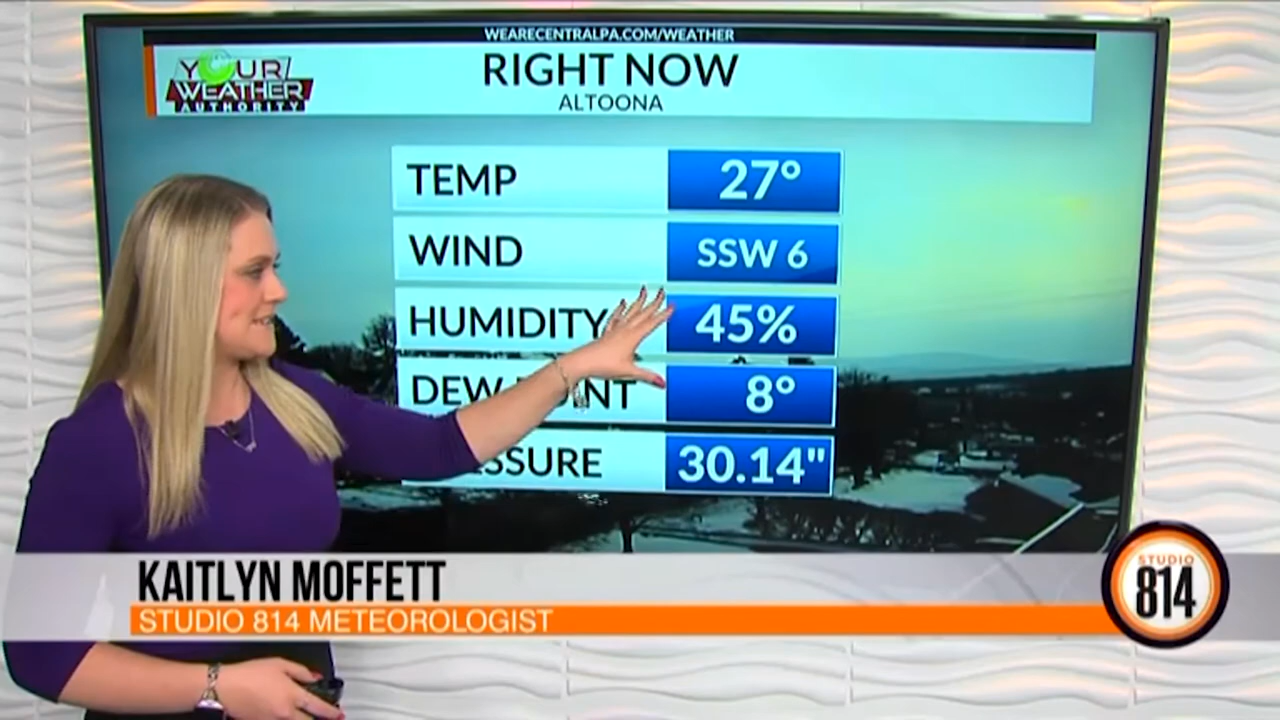 WEARECENTRALPA.COM/WEATHER
YOUR
WEATHER
AUTHORITY
RIGHT NOW
ALTOONA
TEMP 27°
WIND SSW 6
HUMIDITY 45%
DEW 8°
30.14"
KAITLYN MOFFETT
STUDIO 814 METEOROLOGIST
STUDIO
814